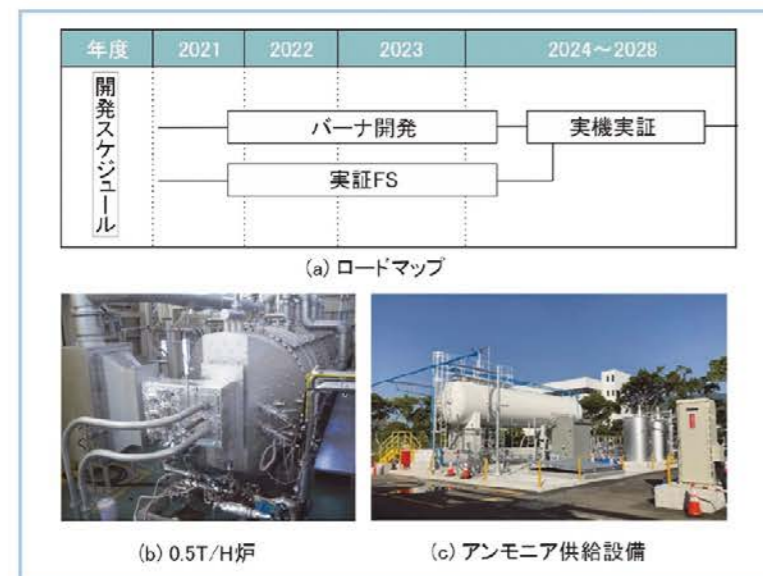 年度 2021 2022 2023 2024～2028
開発スケジュール
バーナ開発 実機実証
実証FS
(a) ロードマップ
(b) 0.5T/H炉 (c) アンモニア供給設備